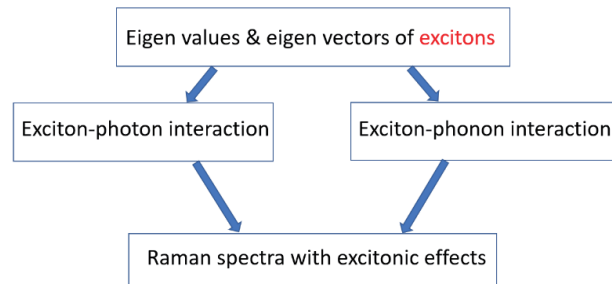 Eigen values & eigen vectors of excitons
Exciton-photon interaction
Exciton-phonon interaction
Raman spectra with excitonic effects